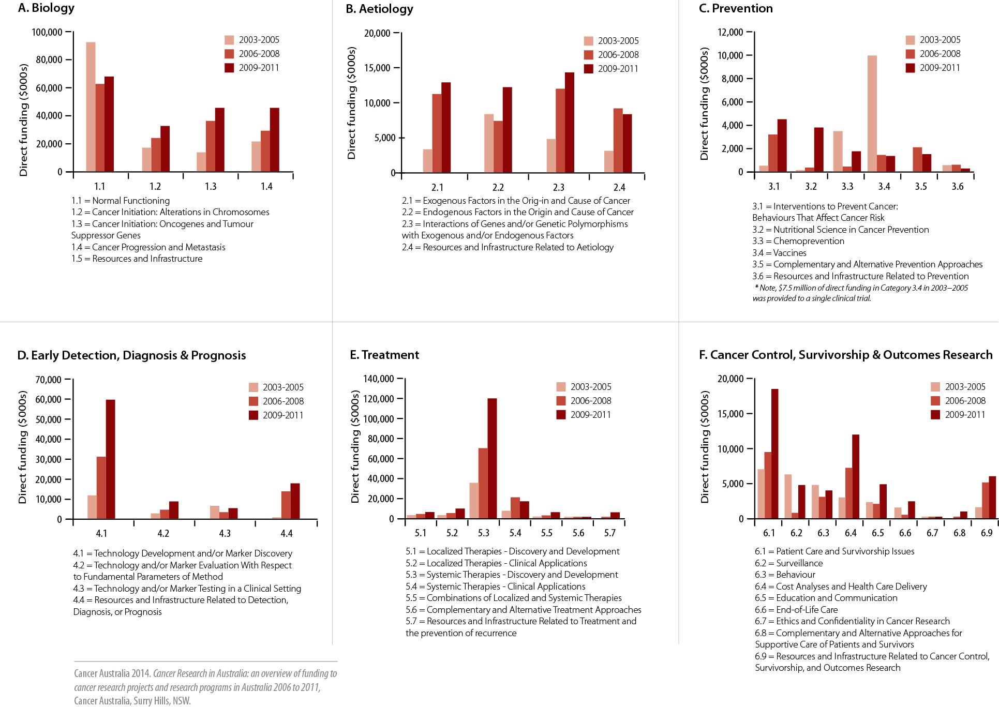 A. Biology
100,000
80,000
60,000
40,000
20,000
0
Direct funding ($000s)
2003-2005
2006-2008
2009-2011
1.1
1.2
1.3
1.4
1.1 = Normal Functioning
1.2 = Cancer Initiation: Alterations in Chromosomes
1.3 = Cancer Initiation: Oncogenes and Tumour
Suppressor Genes
1.4 = Cancer Progression and Metastasis
1.5 = Resources and Infrastructure
B. Aetiology
20,000
15,000
10,000
5,000
0
Direct funding ($000s)
2003-2005
2006-2008
2009-2011
2.1
2.2
2.3
2.4
2.1 = Exogenous Factors in the Orig-in and Cause of Cancer
2.2 = Endogenous Factors in the Origin and Cause of Cancer
2.3 = Interactions of Genes and/or Genetic Polymorphisms
with Exogenous and/or Endogenous Factors
2.4 = Resources and Infrastructure Related to Aetiology
C. Prevention
12,000
10,000
8,000
6,000
4,000
2,000
0
Direct funding ($000s)
2003-2005
2006-2008
2009-2011
3.1
3.2
3.3
3.4
3.5
3.6
3.1 = Interventions to Prevent Cancer:
Behaviours That Affect Cancer Risk
3.2 = Nutritional Science in Cancer Prevention
3.3 = Chemoprevention
3.4 = Vaccines
3.5 = Complementary and Alternative Prevention Approaches
3.6 = Resources and Infrastructure Related to Prevention
* Note, $7.5 million of direct funding in Category 3.4 in 2003–2005
was provided to a single clinical trial.
D. Early Detection, Diagnosis & Prognosis
70,000
60,000
50,000
40,000
30,000
20,000
10,000
0
Direct funding ($000s)
2003-2005
2006-2008
2009-2011
4.1
4.2
4.3
4.4
4.1 = Technology Development and/or Marker Discovery
4.2 = Technology and/or Marker Evaluation With Respect
to Fundamental Parameters of Method
4.3 = Technology and/or Marker Testing in a Clinical Setting
4.4 = Resources and Infrastructure Related to Detection,
Diagnosis, or Prognosis
E. Treatment
140,000
120,000
100,000
80,000
60,000
40,000
20,000
0
Direct funding ($000s)
2003-2005
2006-2008
2009-2011
5.1
5.2
5.3
5.4
5.5
5.6
5.7
5.1 = Localized Therapies - Discovery and Development
5.2 = Localized Therapies - Clinical Applications
5.3 = Systemic Therapies - Discovery and Development
5.4 = Systemic Therapies - Clinical Applications
5.5 = Combinations of Localized and Systemic Therapies
5.6 = Complementary and Alternative Treatment Approaches
5.7 = Resources and Infrastructure Related to Treatment and
the prevention of recurrence
F. Cancer Control, Survivorship & Outcomes Research
20,000
15,000
10,000
5,000
0
Direct funding ($000s)
2003-2005
2006-2008
2009-2011
6.1
6.2
6.3
6.4
6.5
6.6
6.7
6.8
6.9
6.1 = Patient Care and Survivorship Issues
6.2 = Surveillance
6.3 = Behaviour
6.4 = Cost Analyses and Health Care Delivery
6.5 = Education and Communication
6.6 = End-of-Life Care
6.7 = Ethics and Confidentiality in Cancer Research
6.8 = Complementary and Alternative Approaches for
Supportive Care of Patients and Survivors
6.9 = Resources and Infrastructure Related to Cancer Control,
Survivorship, and Outcomes Research
Cancer Australia 2014. Cancer Research in Australia: an overview of funding to
cancer research projects and research programs in Australia 2006 to 2011,
Cancer Australia, Surry Hills, NSW.